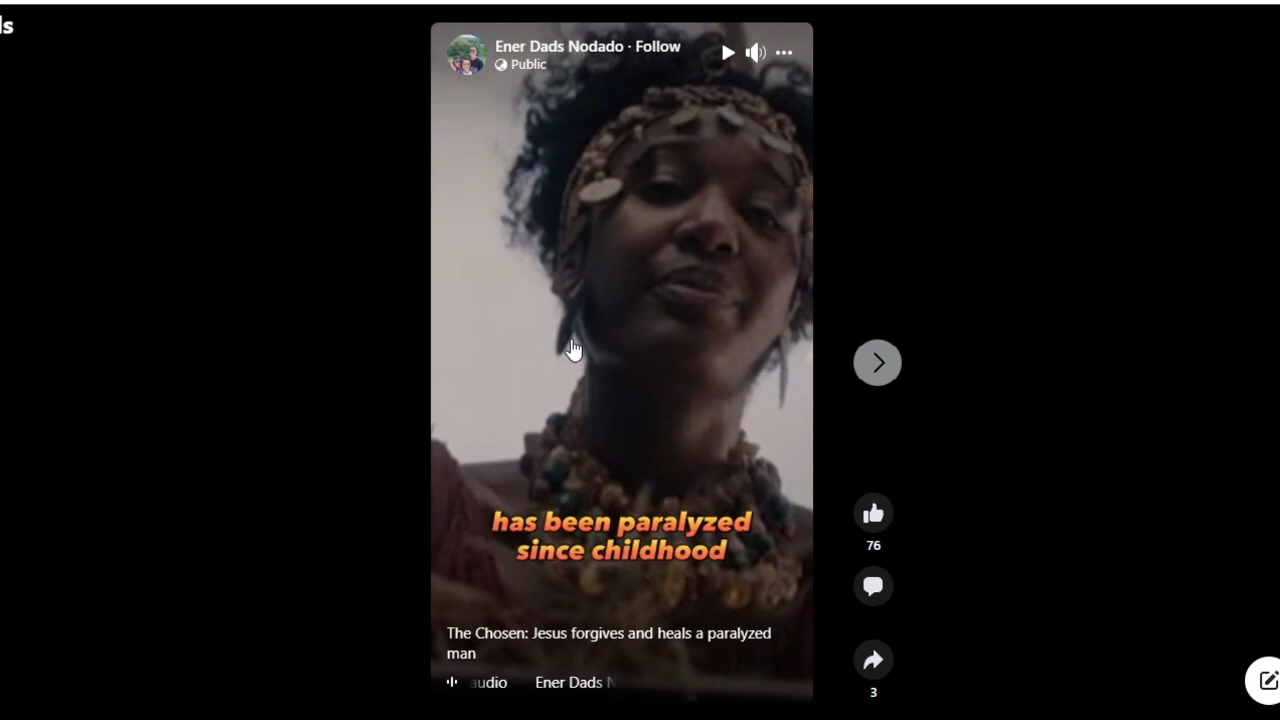 ls
Ener Dads Nodado · Follow
Public
has been paralyzed
since childhood
76
The Chosen: Jesus forgives and heals a paralyzed
man
audio Ener Dads N
3